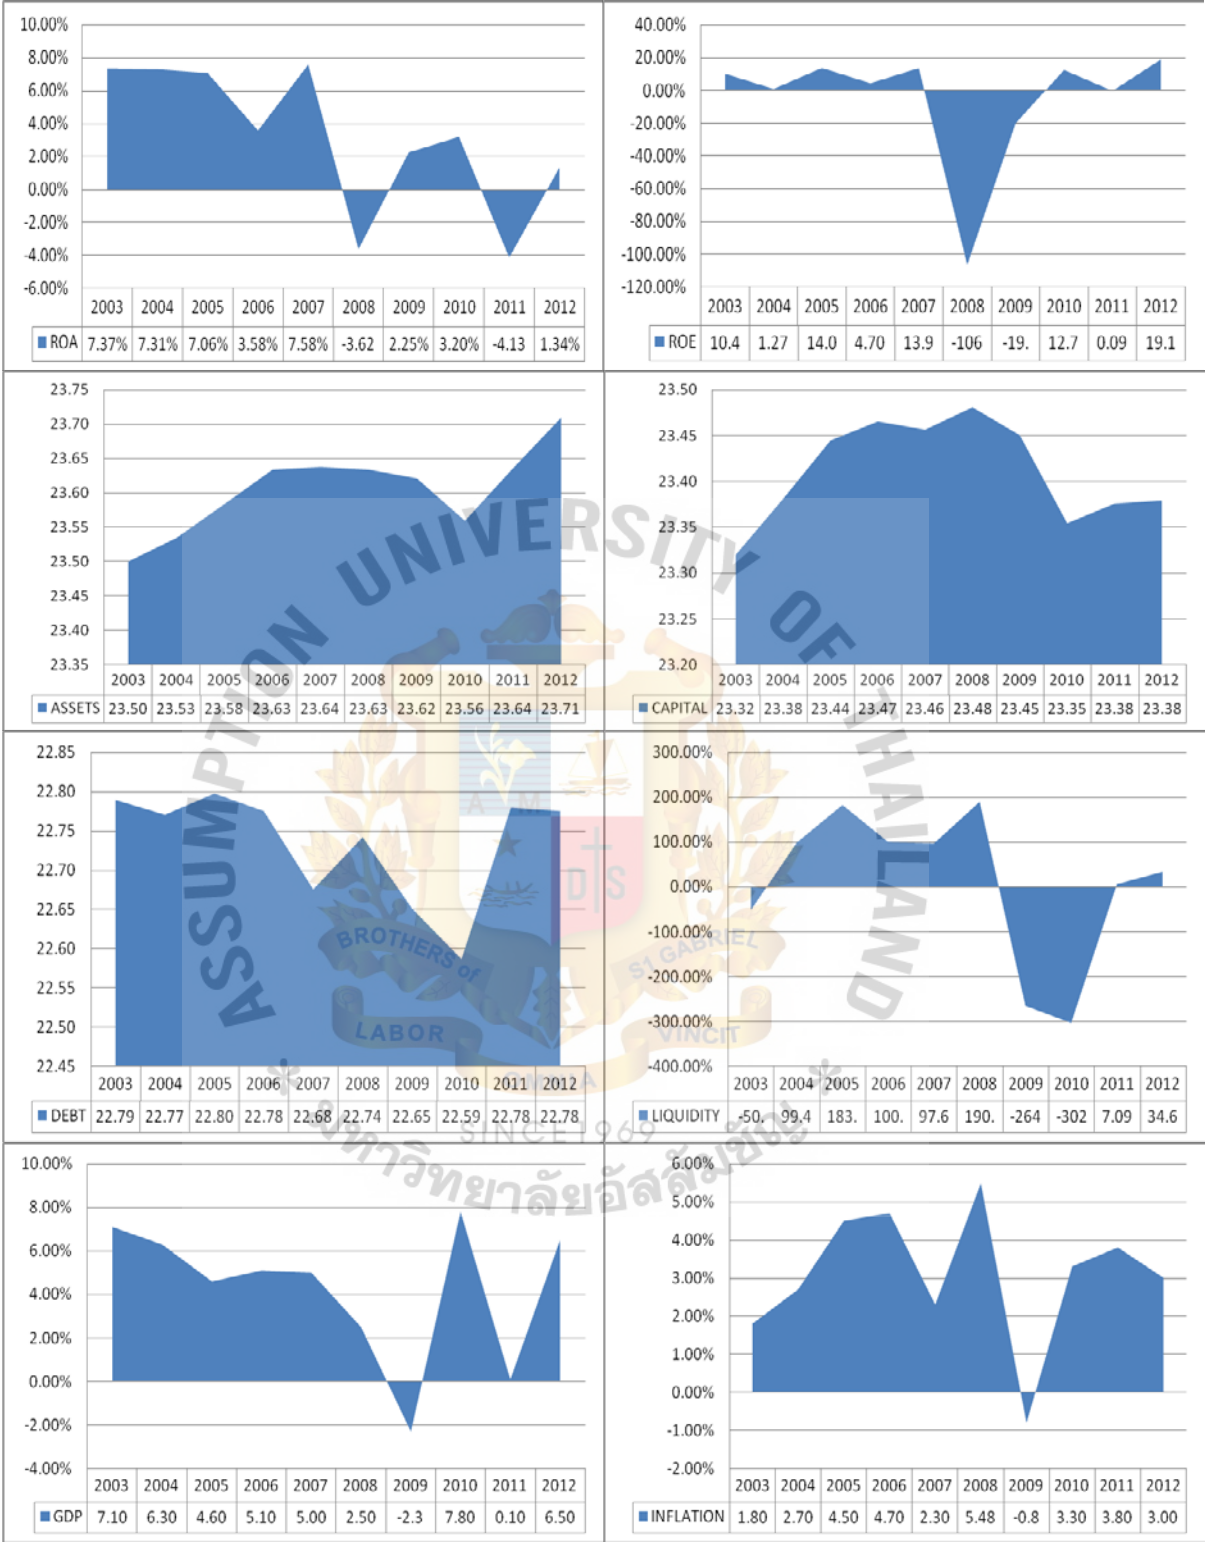 10.00%
8.00%
6.00%
4.00%
2.00%
0.00%
-2.00%
-4.00%
-6.00%
2003 2004 2005 2006 2007 2008 2009 2010 2011 2012
ROA 7.37% 7.31% 7.06% 3.58% 7.58% -3.62 2.25% 3.20% -4.13 1.34%
40.00%
20.00%
0.00%
-20.00%
-40.00%
-60.00%
-80.00%
-100.00%
-120.00%
2003 2004 2005 2006 2007 2008 2009 2010 2011 2012
ROE 10.4 1.27 14.0 4.70 13.9 -106 -19. 12.7 0.09 19.1
23.75
23.70
23.65
23.60
23.55
23.50
23.45
23.40
23.35
2003 2004 2005 2006 2007 2008 2009 2010 2011 2012
ASSETS 23.50 23.53 23.58 23.63 23.64 23.63 23.62 23.56 23.64 23.71
23.50
23.45
23.40
23.35
23.30
23.25
23.20
2003 2004 2005 2006 2007 2008 2009 2010 2011 2012
CAPITAL 23.32 23.38 23.44 23.47 23.46 23.48 23.45 23.35 23.38 23.38
22.85
22.80
22.75
22.70
22.65
22.60
22.55
22.50
22.45
2003 2004 2005 2006 2007 2008 2009 2010 2011 2012
DEBT 22.79 22.77 22.80 22.78 22.68 22.74 22.65 22.59 22.78 22.78
300.00%
200.00%
100.00%
0.00%
-100.00%
-200.00%
-300.00%
-400.00%
2003 2004 2005 2006 2007 2008 2009 2010 2011 2012
LIQUIDITY -50. 99.4 183. 100. 97.6 190. -264 -302 7.09 34.6
10.00%
8.00%
6.00%
4.00%
2.00%
0.00%
-2.00%
-4.00%
2003 2004 2005 2006 2007 2008 2009 2010 2011 2012
GDP 7.10 6.30 4.60 5.10 5.00 2.50 -2.3 7.80 0.10 6.50
6.00%
5.00%
4.00%
3.00%
2.00%
1.00%
0.00%
-1.00%
-2.00%
2003 2004 2005 2006 2007 2008 2009 2010 2011 2012
INFLATION 1.80 2.70 4.50 4.70 2.30 5.48 -0.8 3.30 3.80 3.00
ASSUMPTION UNIVERSITY OF THAILAND
A M
D S
BROTHERS of
S1 GABRIEL
LABOR
VINCIT
OMNIA
SINCE1969
* มหาวิทยาลัยอัสสัมชัญ *